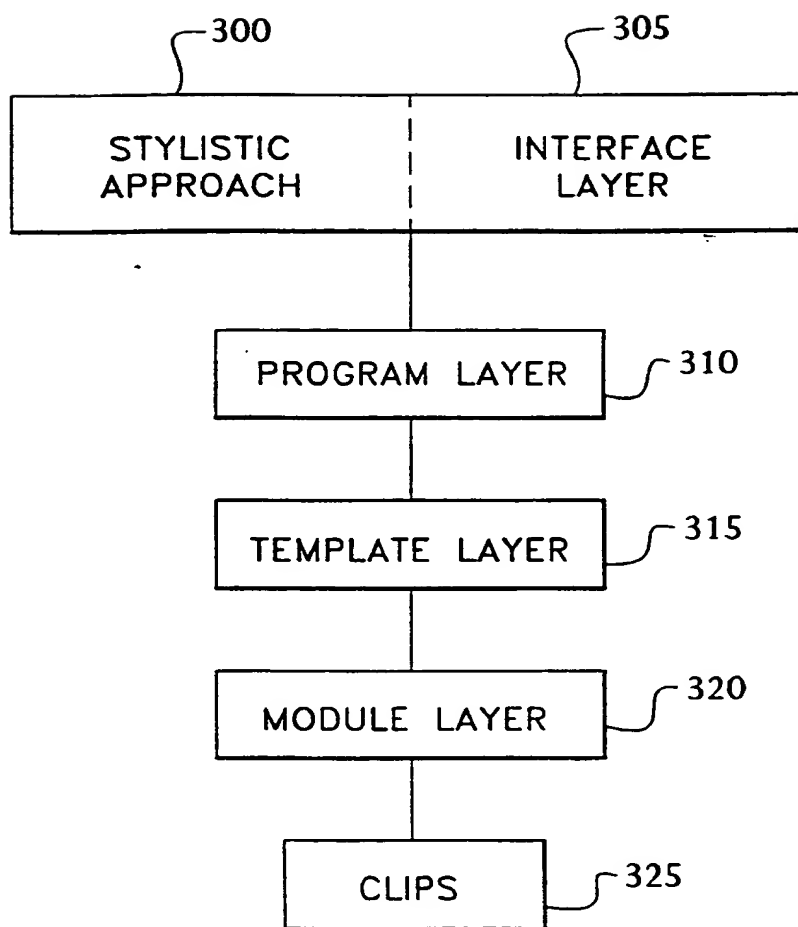 300
305
STYLISTIC
APPROACH
INTERFACE
LAYER
PROGRAM LAYER
310
TEMPLATE LAYER
315
MODULE LAYER
320
CLIPS
325